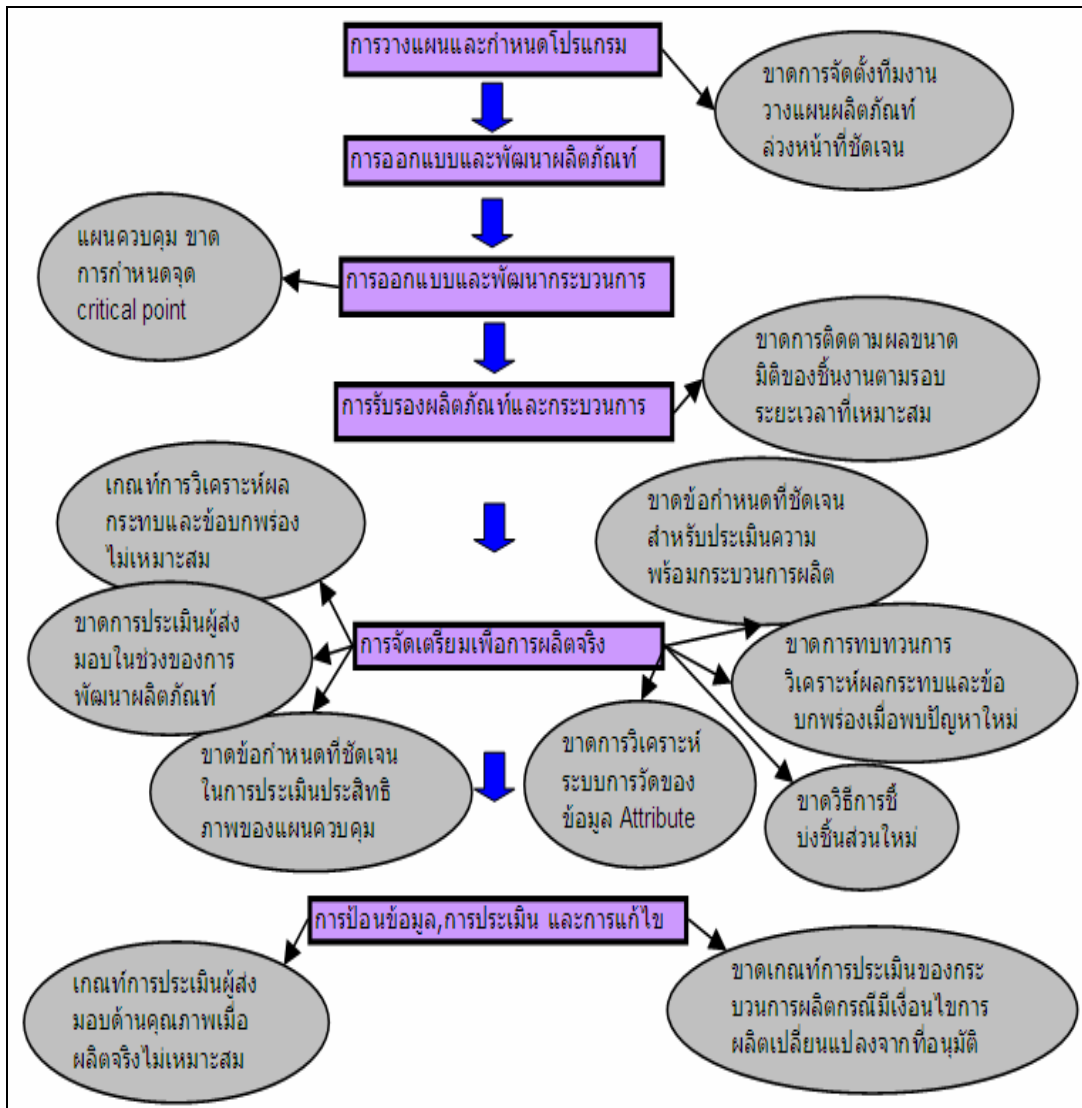 การวางแผนและกำหนดโปรแกรม
ขาดการจัดตั้งทีมงาน
วางแผนผลิตภัณฑ์
ล่วงหน้าที่ชัดเจน
การออกแบบและพัฒนาผลิตภัณฑ์
แผนควบคุม ขาด
การกำหนดจุด
critical point
การออกแบบและพัฒนากระบวนการ
ขาดการติดตามผลขนาด
มิติของชิ้นงานตามรอบ
ระยะเวลาที่เหมาะสม
การรับรองผลิตภัณฑ์และกระบวนการ
เกณฑ์การวิเคราะห์ผล
กระทบและข้อบกพร่อง
ไม่เหมาะสม
ขาดข้อกำหนดที่ชัดเจน
สำหรับประเมินความ
พร้อมกระบวนการผลิต
ขาดการประเมินผู้ส่ง
มอบในช่วงของการ
พัฒนาผลิตภัณฑ์
การจัดเตรียมเพื่อการผลิตจริง
ขาดการทบทวนการ
วิเคราะห์ผลกระทบและข้อ
บกพร่องเมื่อพบปัญหาใหม่
ขาดข้อกำหนดที่ชัดเจน
ในการประเมินประสิทธิ
ภาพของแผนควบคุม
ขาดการวิเคราะห์
ระบบการวัดของ
ข้อมูล Attribute
ขาดวิธีการชี้
บ่งชิ้นส่วนใหม่
การป้อนข้อมูล,การประเมิน และการแก้ไข
เกณฑ์การประเมินผู้ส่ง
มอบด้านคุณภาพเมื่อ
ผลิตจริงไม่เหมาะสม
ขาดเกณฑ์การประเมินของกระ
บวนการผลิตกรณีมีเงื่อนไขการ
ผลิตเปลี่ยนแปลงจากที่อนุมัติ